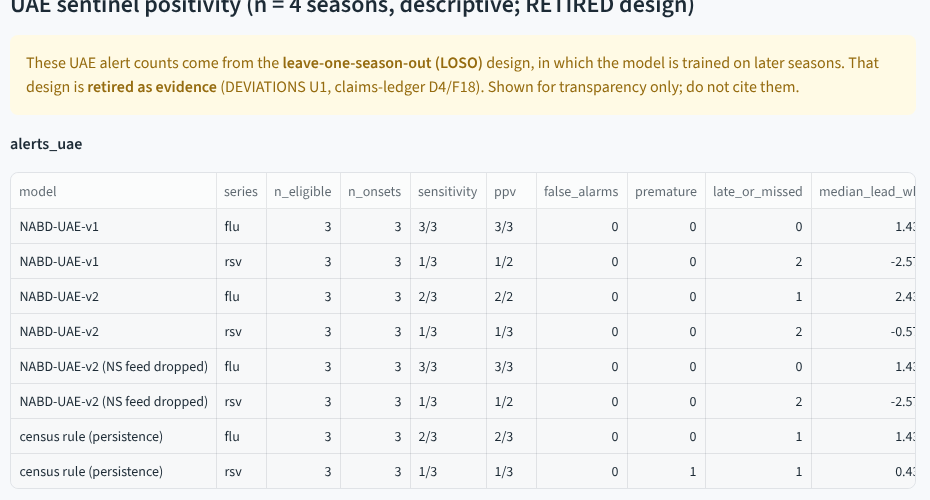 UAE sentinel positivity (n = 4 seasons, descriptive; RETIRED design)
These UAE alert counts come from the leave-one-season-out (LOSO) design, in which the model is trained on later seasons. That
design is retired as evidence (DEVIATIONS U1, claims-ledger D4/F18). Shown for transparency only; do not cite them.
alerts_uae
model series n_eligible n_onsets sensitivity ppv false_alarms premature late_or_missed
NABD-UAE-v1 flu 3 3 3/3 3/3 0 0 0
NABD-UAE-v1 rsv 3 3 1/3 1/2 0 0 2
NABD-UAE-v2 flu 3 3 2/3 2/2 0 0 1
NABD-UAE-v2 rsv 3 3 1/3 1/3 0 0 2
NABD-UAE-v2 (NS feed dropped) flu 3 3 3/3 3/3 0 0 0
NABD-UAE-v2 (NS feed dropped) rsv 3 3 1/3 1/2 0 0 2
census rule (persistence) flu 3 3 2/3 2/3 0 0 1
census rule (persistence) rsv 3 3 1/3 1/3 0 1 1